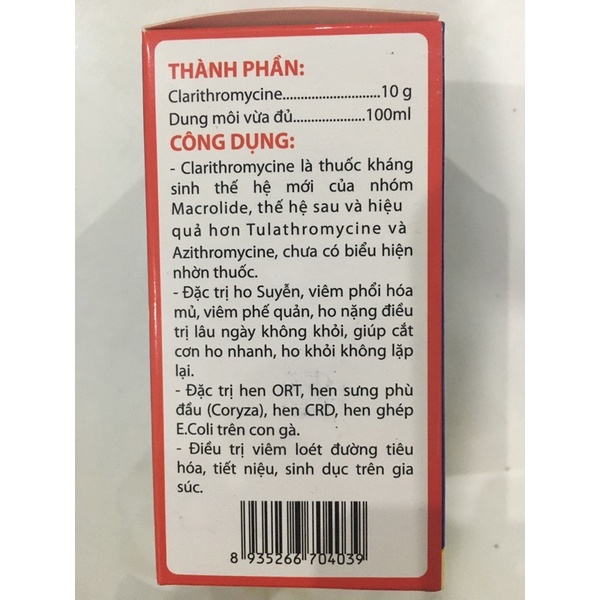 THÀNH PHẦN:
Clarithromycine...........................10 g
Dung môi vừa đủ....................100ml
CÔNG DỤNG:
- Clarithromycine là thuốc kháng
sinh thế hệ mới của nhóm
Macrolide, thế hệ sau và hiệu
quả hơn Tulathromycine và
Azithromycine, chưa có biểu hiện
nhờn thuốc.
- Đặc trị ho Suyễn, viêm phổi hóa
mủ, viêm phế quản, ho nặng điều
trị lâu ngày không khỏi, giúp cắt
cơn ho nhanh, ho khỏi không lặp
lại.
- Đặc trị hen ORT, hen sưng phù
đầu (Coryza), hen CRD, hen ghép
E.Coli trên con gà.
- Điều trị viêm loét đường tiêu
hóa, tiết niệu, sinh dục trên gia
súc.
8 935266 704039